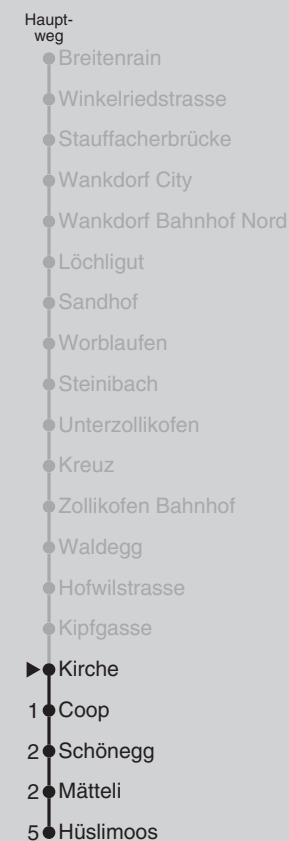 Haupt-
weg
Breitenrain
Winkelriedstrasse
Stauffacherbrücke
Wankdorf City
Wankdorf Bahnhof Nord
Löchligut
Sandhof
Worblaufen
Steinibach
Unterzollikofen
Kreuz
Zollikofen Bahnhof
Waldegg
Hofwilstrasse
Kipfgasse
Kirche
1 Coop
2 Schönegg
2 Mätteli
5 Hüslimoos